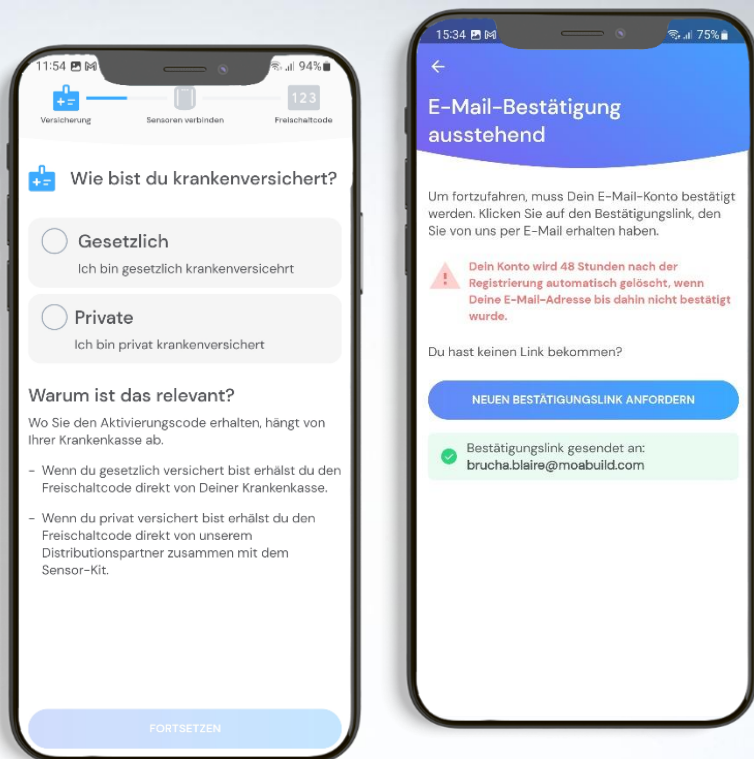 11:54
94%
Versicherung
Sensoren verbinden
123
Freischaltcode
Wie bist du krankenversichert?
Gesetzlich
Ich bin gesetzlich krankenversicehrt
Private
Ich bin privat krankenversichert
Warum ist das relevant?
Wo Sie den Aktivierungscode erhalten, hängt von
Ihrer Krankenkasse ab.
- Wenn du gesetzlich versichert bist erhälst du den
Freischaltcode direkt von Deiner Krankenkasse.
- Wenn du privat versichert bist erhälst du den
Freischaltcode direkt von unserem
Distributionspartner zusammen mit dem
Sensor-Kit.
FORTSETZEN
15:34
75%
E-Mail-Bestätigung
ausstehend
Um fortzufahren, muss Dein E-Mail-Konto bestätigt
werden. Klicken Sie auf den Bestätigungslink, den
Sie von uns per E-Mail erhalten haben.
Dein Konto wird 48 Stunden nach der
Registrierung automatisch gelöscht, wenn
Deine E-Mail-Adresse bis dahin nicht bestätigt
wurde.
Du hast keinen Link bekommen?
NEUEN BESTÄTIGUNGSLINK ANFORDERN
Bestätigungslink gesendet an:
brucha.blaire@moabuild.com